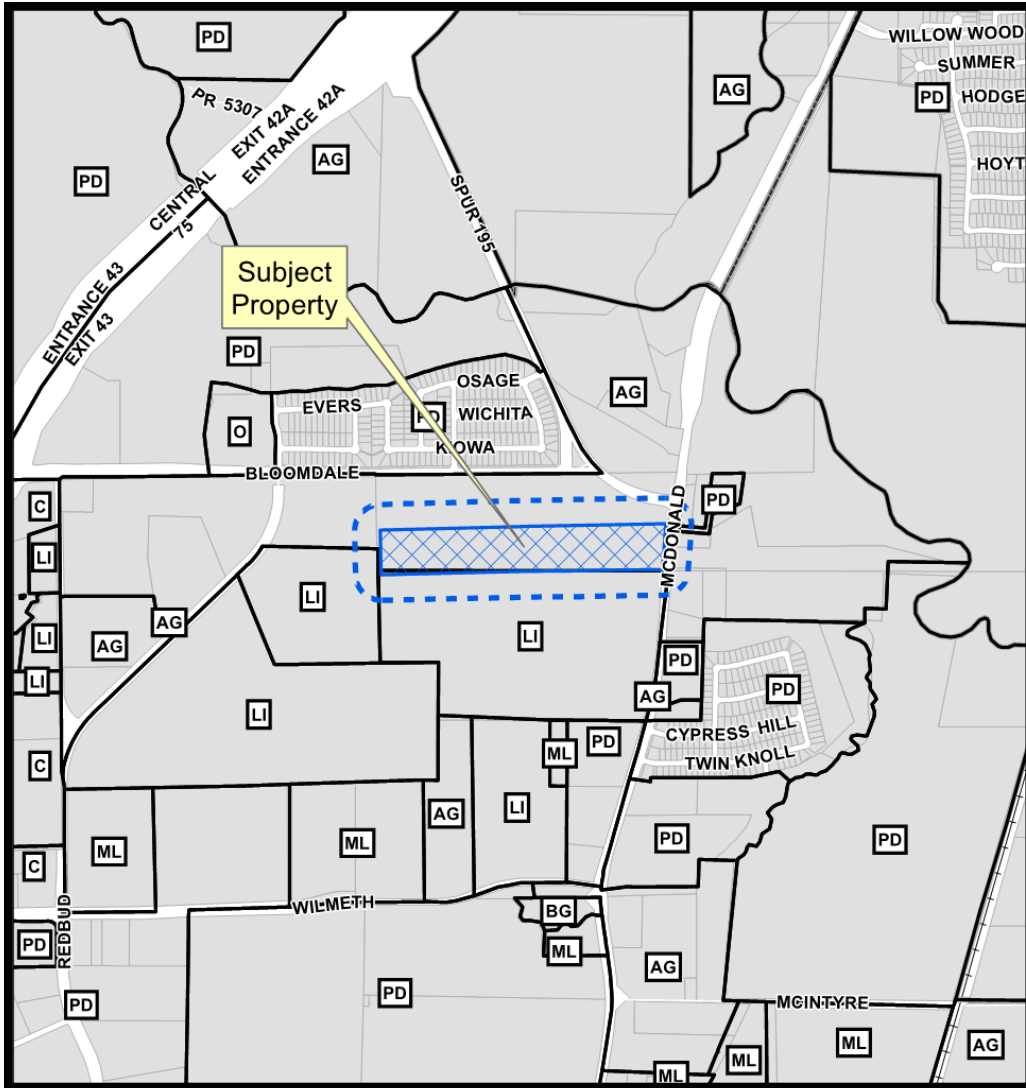 PD
WILLOW WOOD
SUMMER
PR 5307
EXIT 42A
ENTRANCE 42A
AG
PD
HODGE
AG
HOYT
PD
CENTRAL
75
SPUR 195
Subject
Property
ENTRANCE 43
EXIT 43
PD
OSAGE
AG
EVERS
PD
WICHITA
O
KIOWA
BLOOMDALE
C
PD
MCDONALD
LI
LI
AG
LI
AG
LI
PD
LI
PD
AG
LI
CYPRESS HILL
PD
ML
TWIN KNOLL
C
AG
LI
ML
ML
PD
PD
C
WILMETH
BG
REDBUD
PD
ML
AG
PD
PD
MCINTYRE
ML
AG
ML
ML